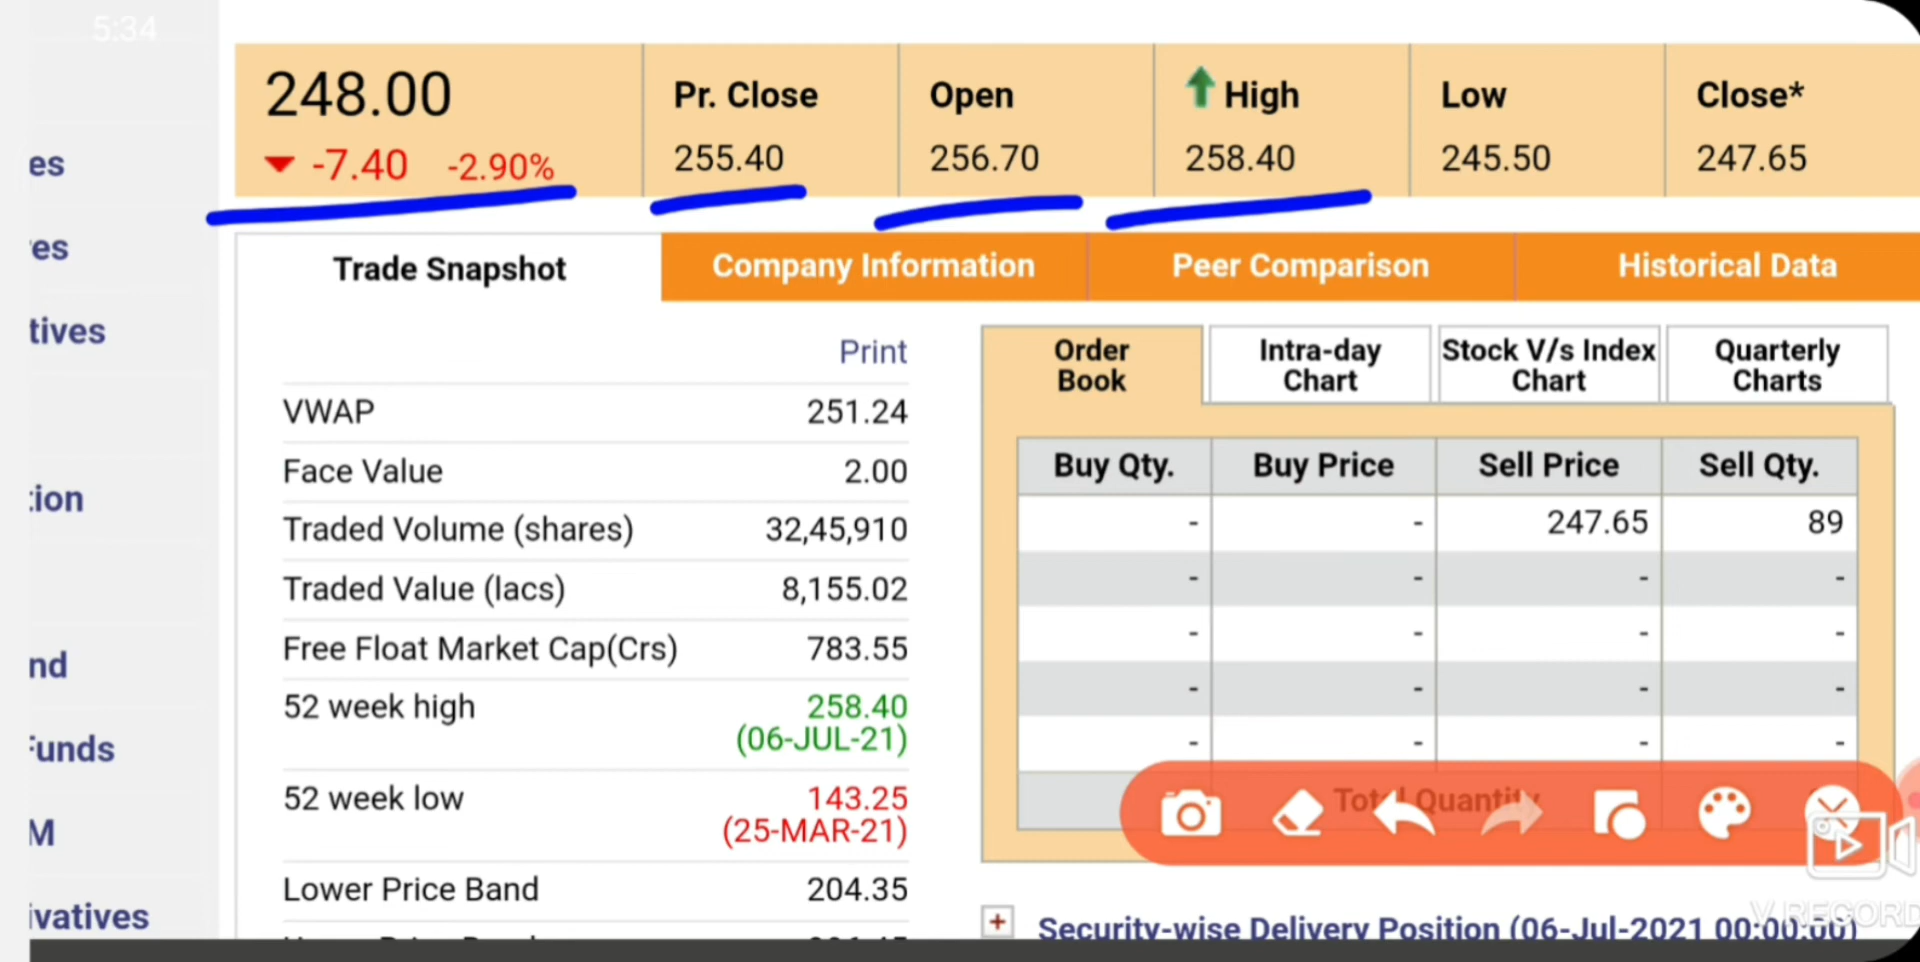 5:34
248.00
-7.40 -2.90%
Pr. Close
255.40
Open
256.70
High
258.40
Low
245.50
Close*
247.65
Trade Snapshot
Company Information
Peer Comparison
Historical Data
es
es
tives
tion
nd
Funds
M
ivatives
Print
VWAP 251.24
Face Value 2.00
Traded Volume (shares) 32,45,910
Traded Value (lacs) 8,155.02
Free Float Market Cap(Crs) 783.55
52 week high 258.40
(06-JUL-21)
52 week low 143.25
(25-MAR-21)
Lower Price Band 204.35
Order
Book
Intra-day
Chart
Stock V/s Index
Chart
Quarterly
Charts
Buy Qty. Buy Price Sell Price Sell Qty.
- - 247.65 89
- - - -
- - - -
- - - -
- - - -
Total Quantity
Security-wise Delivery Position (06-Jul-2021 00:00:00)
V RECORD